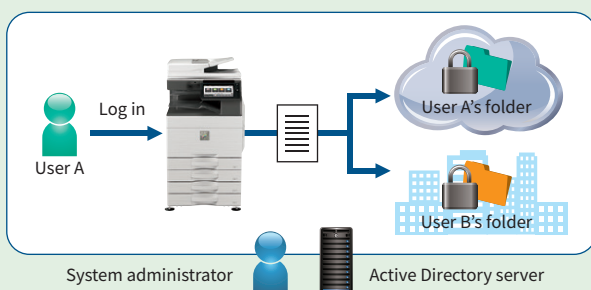 Log in
User A
User A's folder
User B's folder
System administrator
Active Directory server